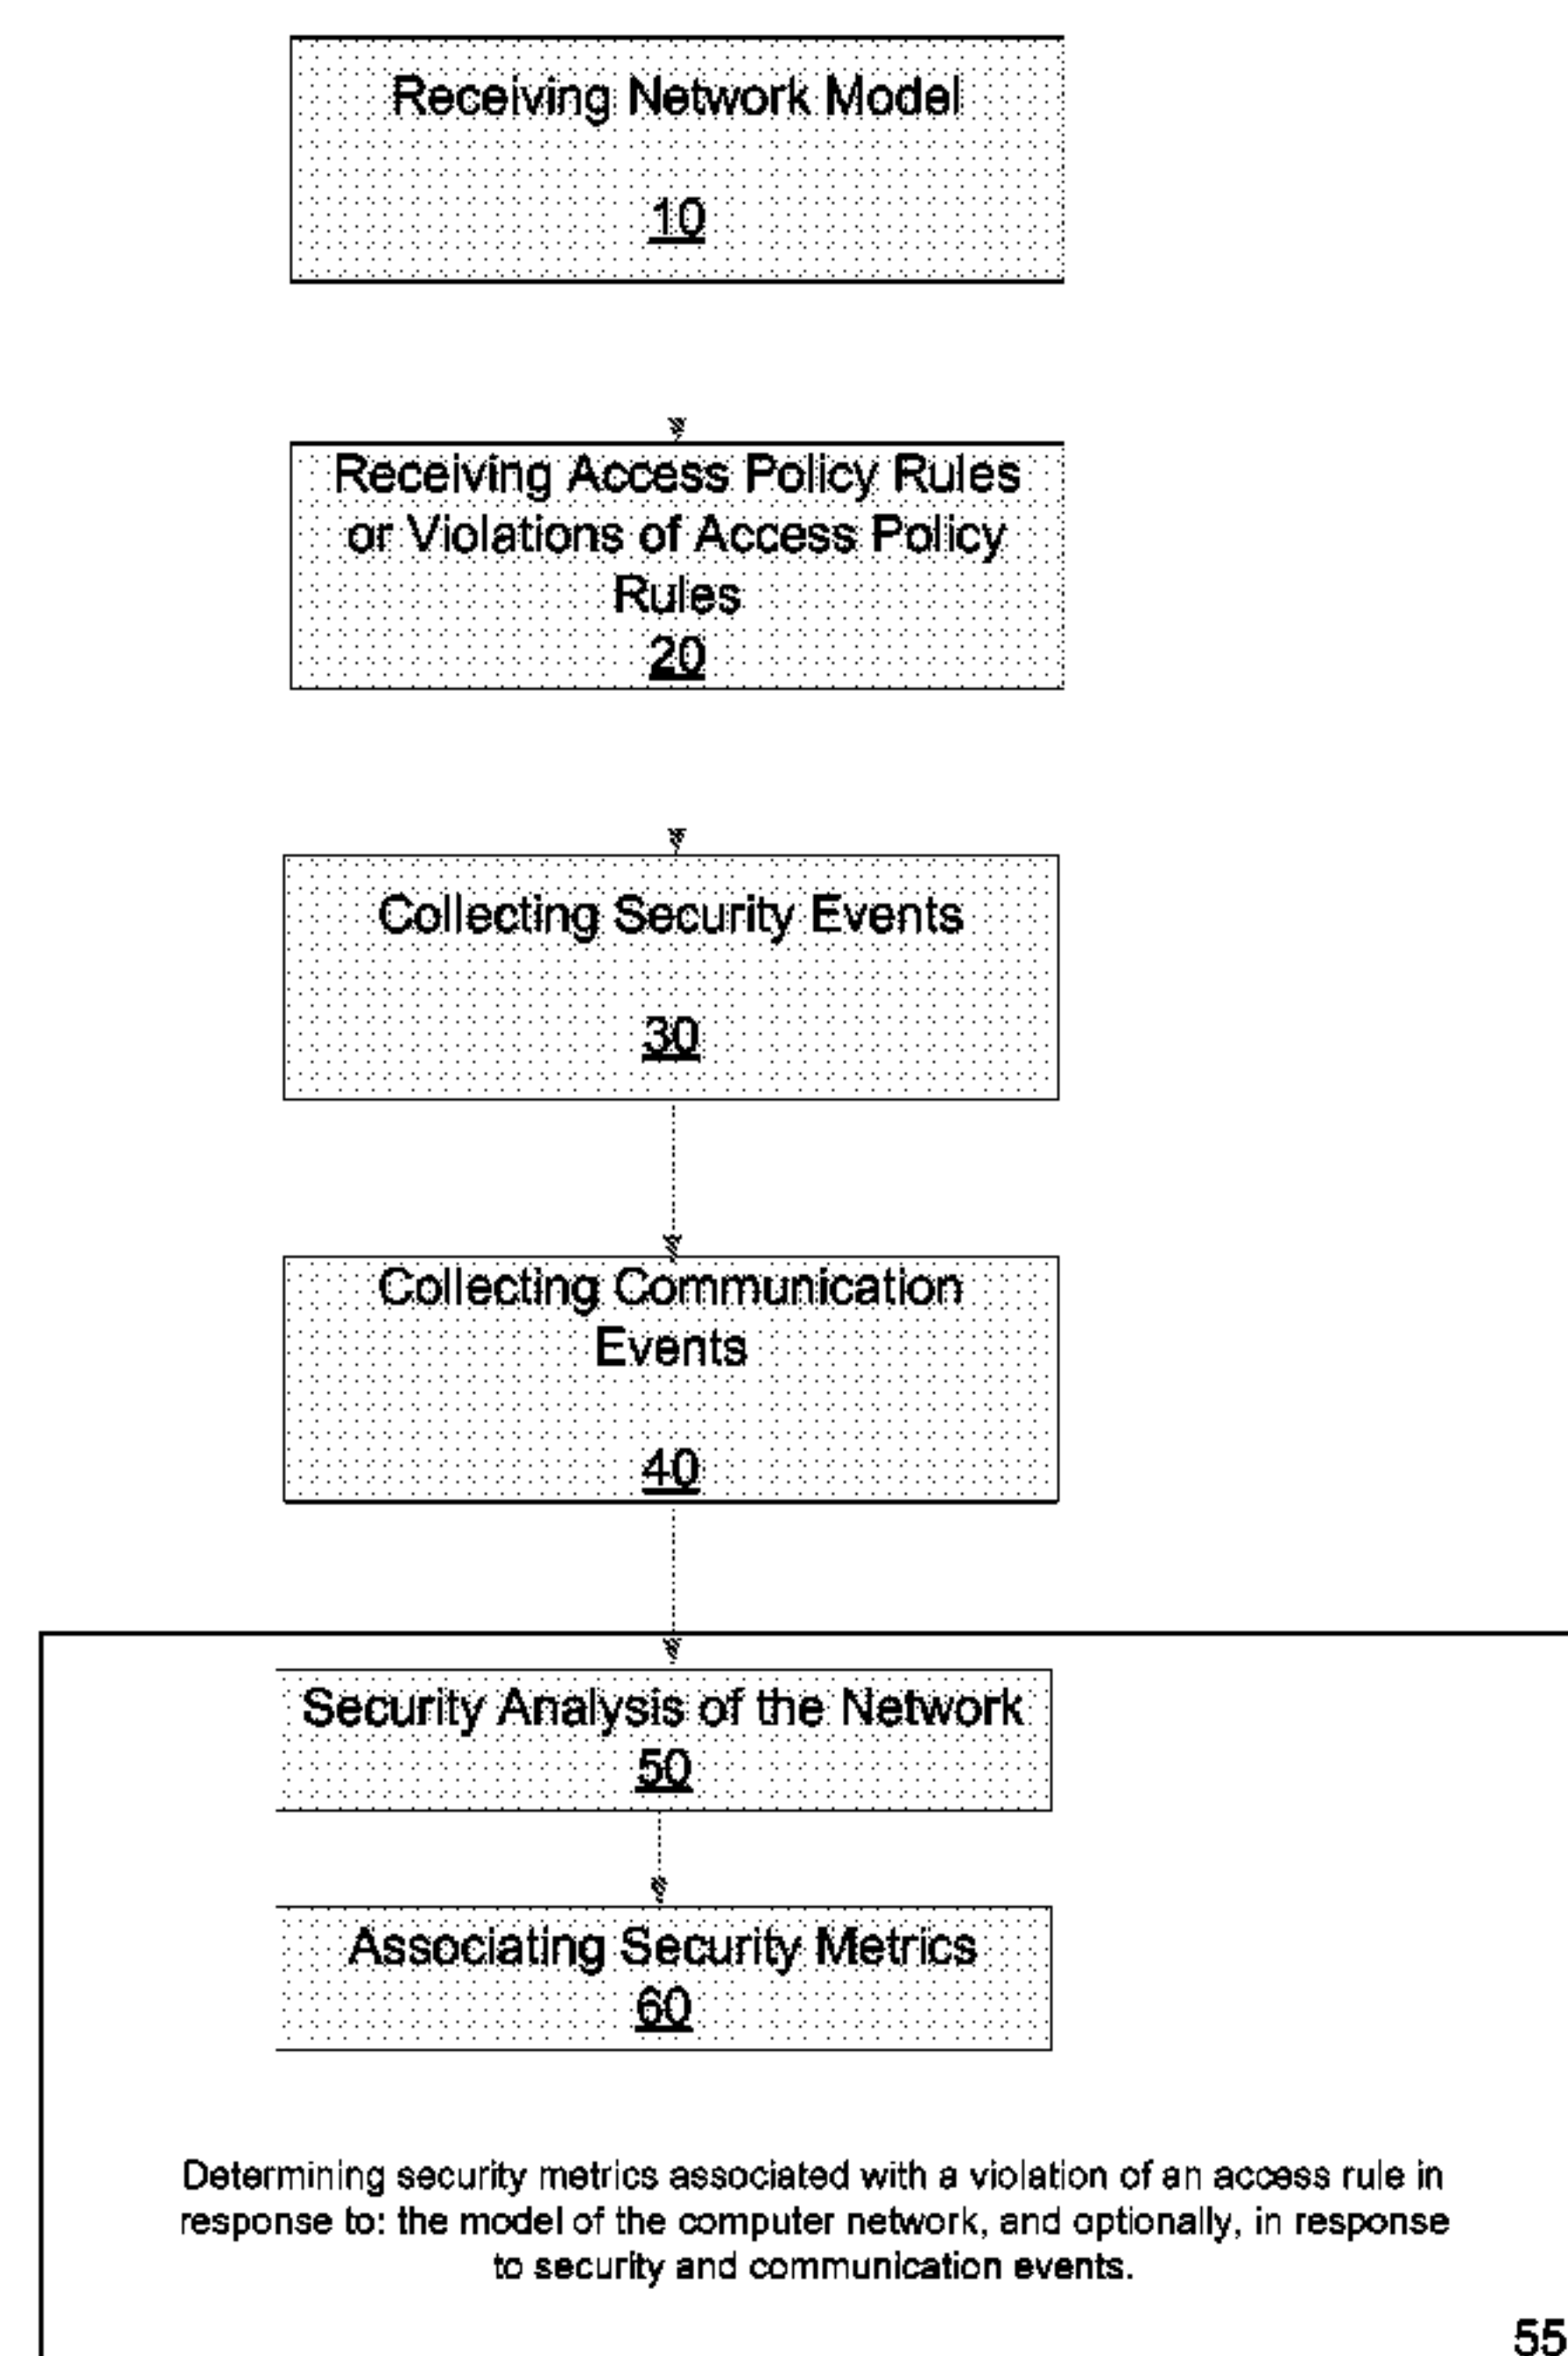 Receiving Network Model
10
Receiving Access Policy Rules
or Violations of Access Policy
Rules
20
Collecting Security Events
30
Collecting Communication
Events
40
Security Analysis of the Network
50
Associating Security Metrics
60
Determining security metrics associated with a violation of an access rule in
response to: the model of the computer network, and optionally, in response
to security and communication events.
55